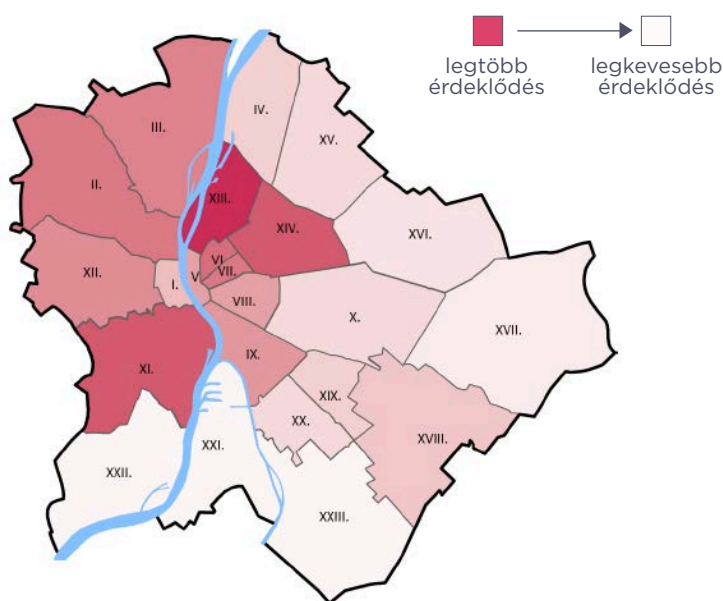 legtöbb
érdeklődés
legkevesebb
érdeklődés
IV.
III.
XV.
II.
XIII.
XIV.
XVI.
VI.
VII.
XII.
I.
V.
VIII.
X.
XVII.
IX.
XI.
XIX.
XX.
XVIII.
XXI.
XXII.
XXIII.